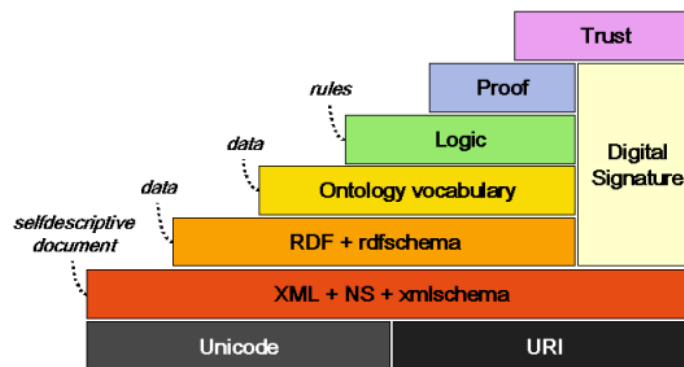 Trust
Proof
rules
Logic
Digital
Signature
data
Ontology vocabulary
data
RDF + rdfschema
selfdescriptive
document
XML + NS + xmlschema
Unicode
URI